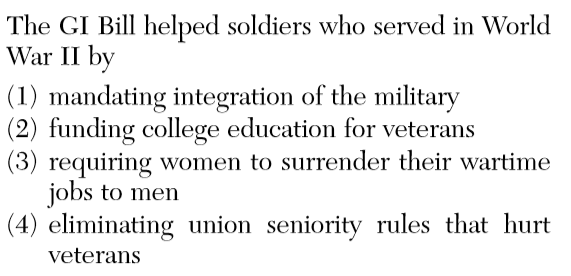 The GI Bill helped soldiers who served in World
War II by
(1) mandating integration of the military
(2) funding college education for veterans
(3) requiring women to surrender their wartime
jobs to men
(4) eliminating union seniority rules that hurt
veterans